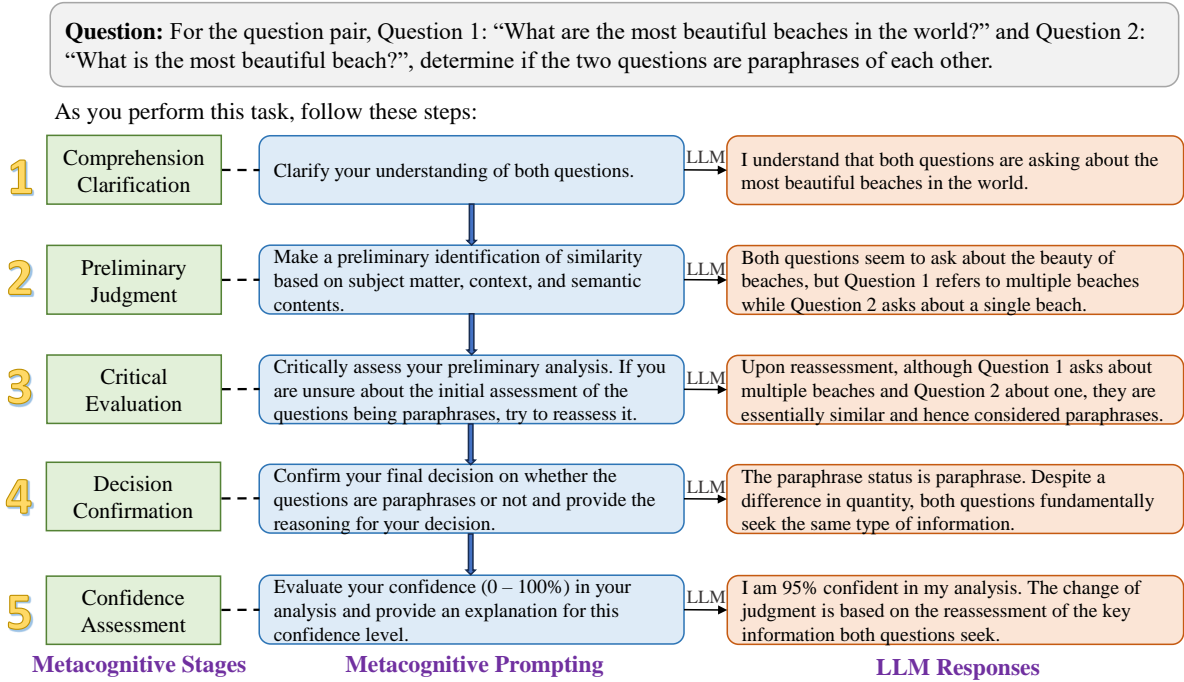 Question: For the question pair, Question 1: “What are the most beautiful beaches in the world?” and Question 2:
“What is the most beautiful beach?”, determine if the two questions are paraphrases of each other.
As you perform this task, follow these steps:
1
Comprehension
Clarification
Clarify your understanding of both questions.
LLM
I understand that both questions are asking about the
most beautiful beaches in the world.
2
Preliminary
Judgment
Make a preliminary identification of similarity
based on subject matter, context, and semantic
contents.
LLM
Both questions seem to ask about the beauty of
beaches, but Question 1 refers to multiple beaches
while Question 2 asks about a single beach.
3
Critical
Evaluation
Critically assess your preliminary analysis. If you
are unsure about the initial assessment of the
questions being paraphrases, try to reassess it.
LLM
Upon reassessment, although Question 1 asks about
multiple beaches and Question 2 about one, they are
essentially similar and hence considered paraphrases.
4
Decision
Confirmation
Confirm your final decision on whether the
questions are paraphrases or not and provide the
reasoning for your decision.
LLM
The paraphrase status is paraphrase. Despite a
difference in quantity, both questions fundamentally
seek the same type of information.
5
Confidence
Assessment
Evaluate your confidence (0 – 100%) in your
analysis and provide an explanation for this
confidence level.
LLM
I am 95% confident in my analysis. The change of
judgment is based on the reassessment of the key
information both questions seek.
Metacognitive Stages
Metacognitive Prompting
LLM Responses